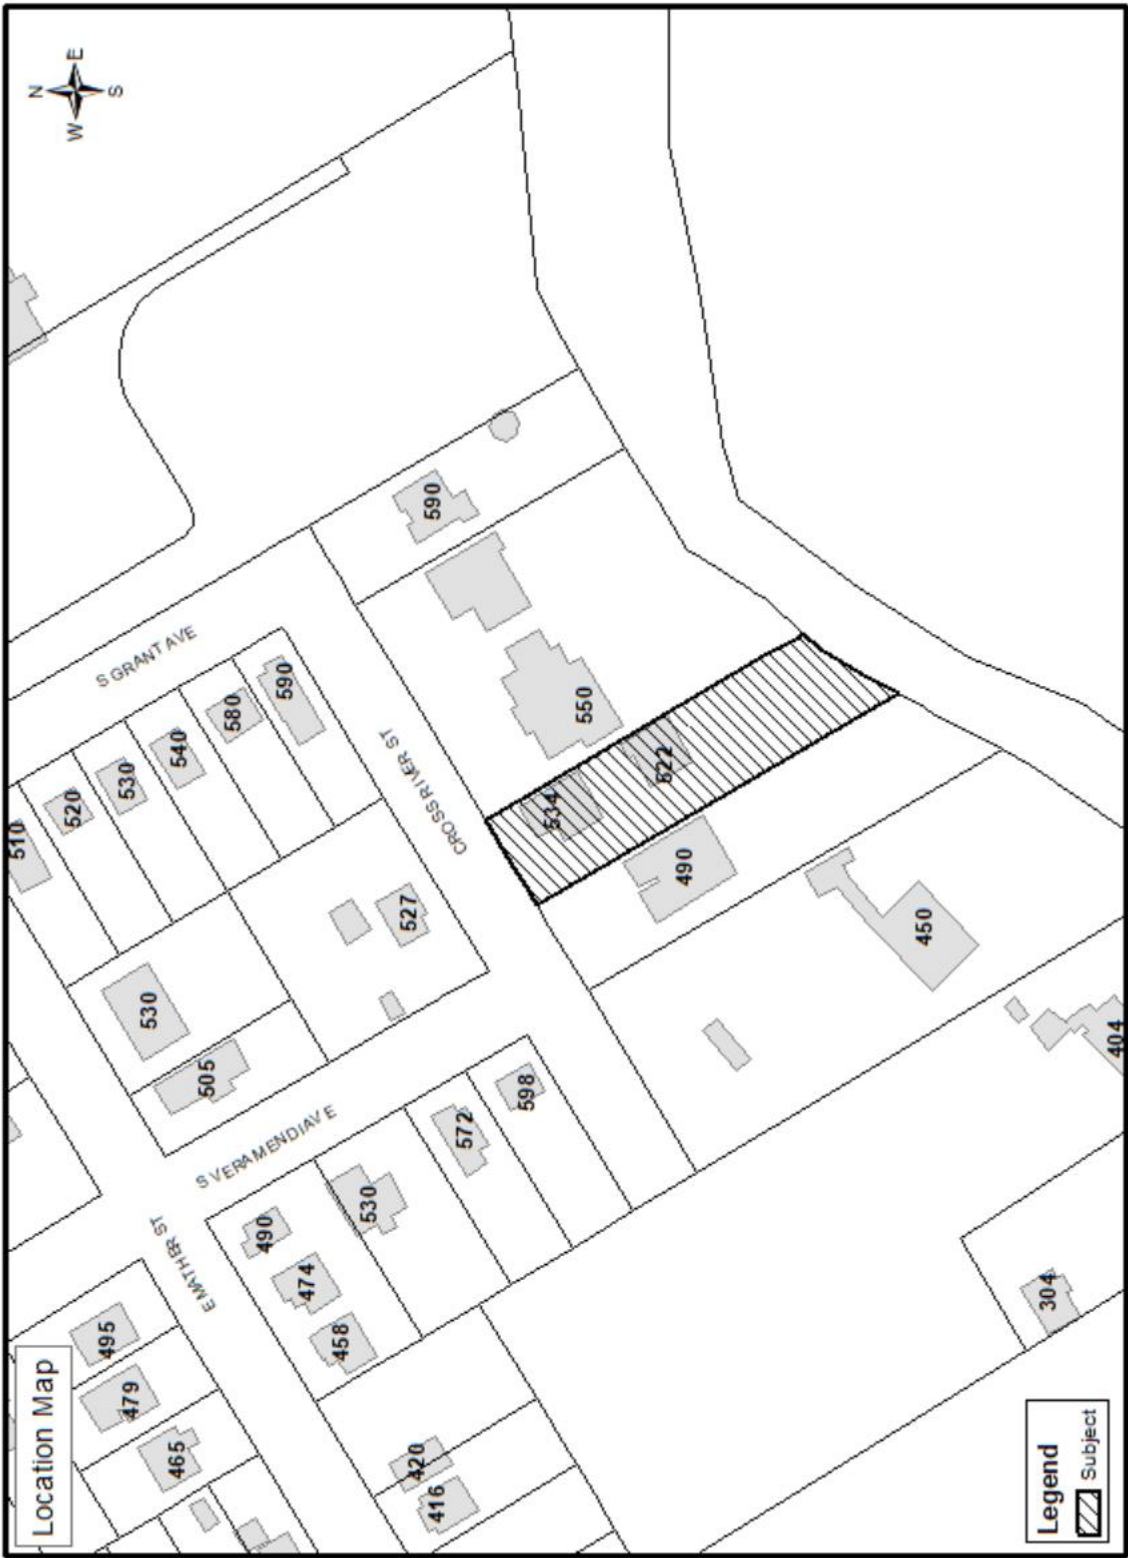 Location Map
N
W E
S
510
520
495
530
479
530
S GRANT AVE
465
540
E MATHER ST
505
580
S VERAMENDI AVE
490
590
474
458
530
527
420
CROSS RIVER ST
590
416
572
598
534
550
522
490
450
304
404
Legend
Subject